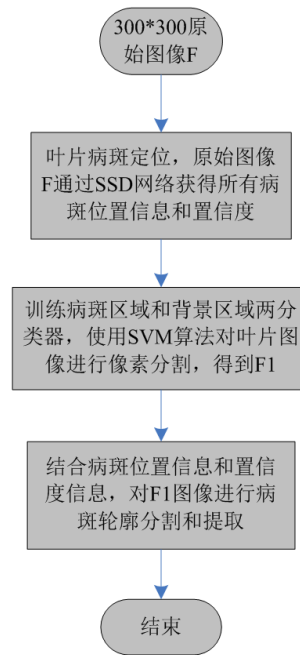 300*300原
始图像F
叶片病斑定位，原始图像
F通过SSD网络获得所有病
斑位置信息和置信度
训练病斑区域和背景区域两分
类器，使用SVM算法对叶片图
像进行像素分割，得到F1
结合病斑位置信息和置信
度信息，对F1图像进行病
斑轮廓分割和提取
结束